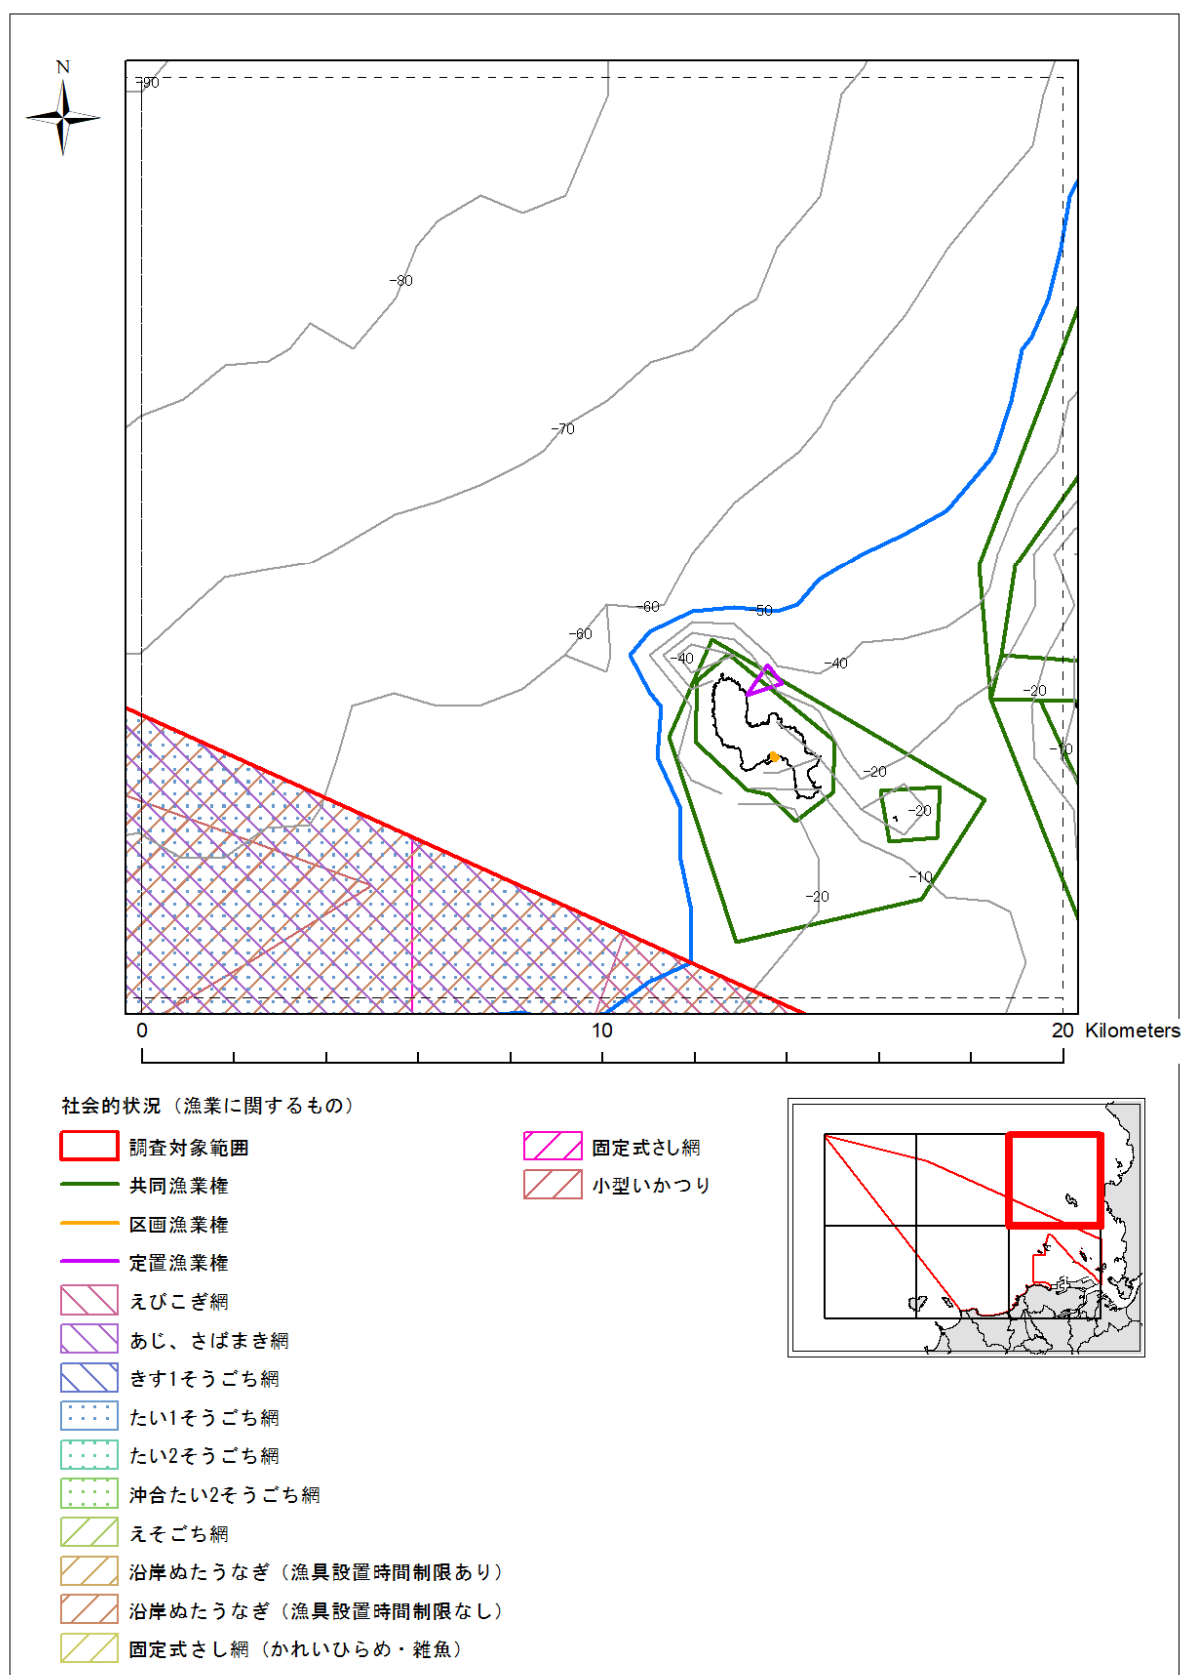 N
-90
-80
-70
-60
-50
-60
-40
-40
-20
-10
-20
-20
-10
-20
0
10
20 Kilometers
社会的状況（漁業に関するもの）
調査対象範囲
共同漁業権
区画漁業権
定置漁業権
えびこぎ網
あじ、さばまき網
きす1そうごち網
たい1そうごち網
たい2そうごち網
沖合たい2そうごち網
えそごち網
沿岸ぬたうなぎ（漁具設置時間制限あり）
沿岸ぬたうなぎ（漁具設置時間制限なし）
固定式さし網（かれいひらめ・雑魚）
固定式さし網
小型いかつり